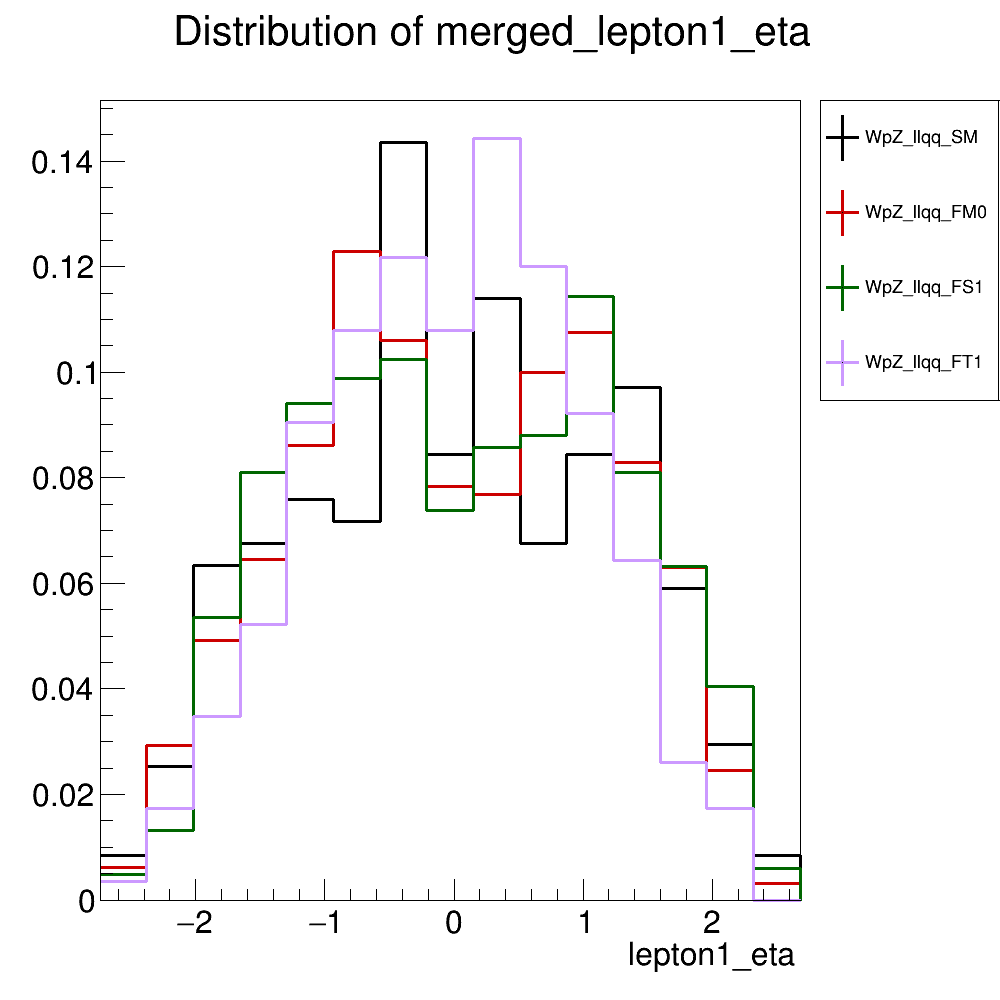 Distribution of merged_lepton1_eta
0.14
0.12
0.1
0.08
0.06
0.04
0.02
0
−2
−1
0
1
2
lepton1_eta
WpZ_llqq_SM
WpZ_llqq_FM0
WpZ_llqq_FS1
WpZ_llqq_FT1